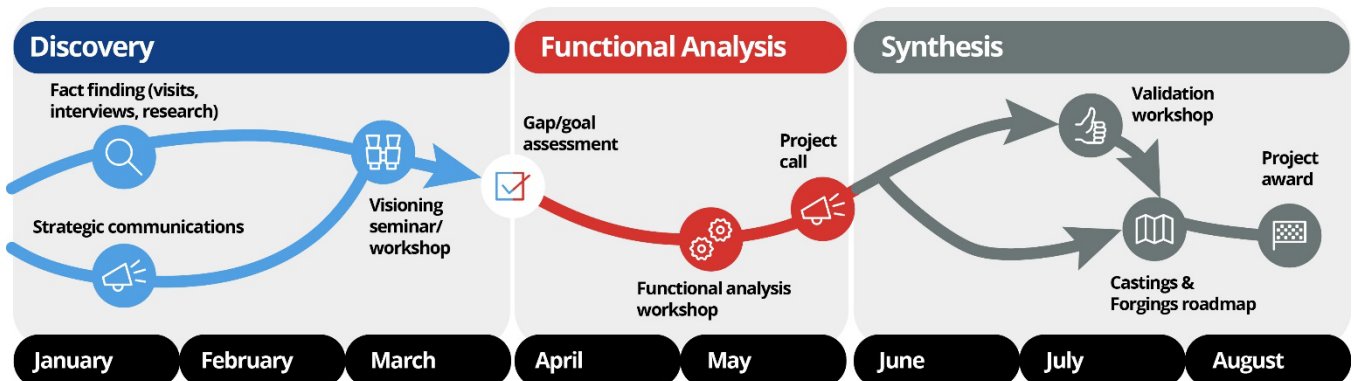 Discovery
Functional Analysis
Synthesis
Fact finding (visits,
interviews, research)
Strategic communications
Visioning
seminar/
workshop
Gap/goal
assessment
Functional analysis
workshop
Project
call
Validation
workshop
Castings &
Forgings roadmap
Project
award
January
February
March
April
May
June
July
August